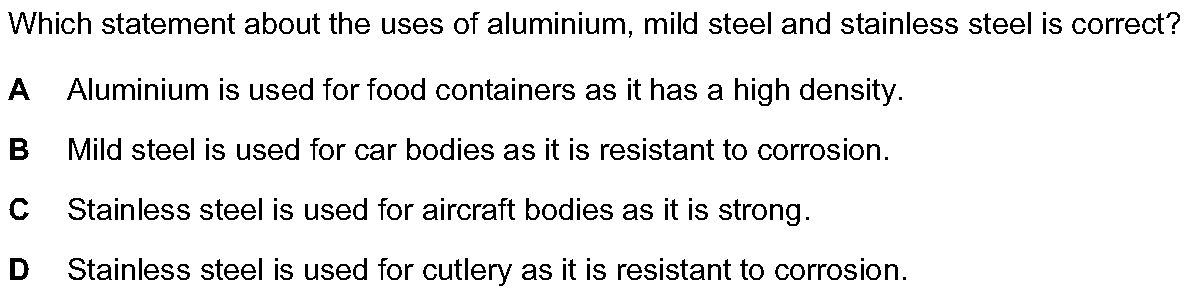 Which statement about the uses of aluminium, mild steel and stainless steel is correct?
A Aluminium is used for food containers as it has a high density.
B Mild steel is used for car bodies as it is resistant to corrosion.
C Stainless steel is used for aircraft bodies as it is strong.
D Stainless steel is used for cutlery as it is resistant to corrosion.